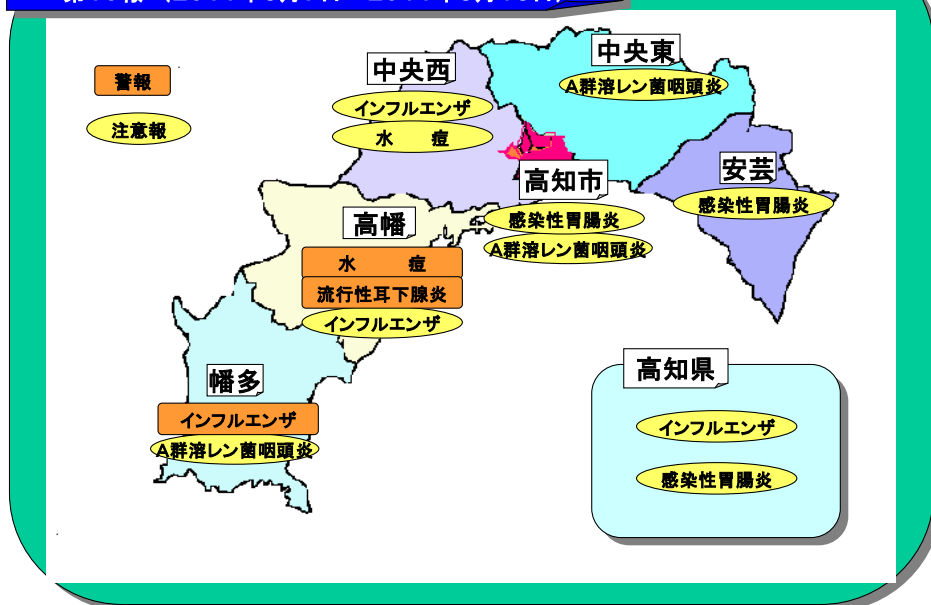 警報
注意報
中央西
インフルエンザ
水 痘
中央東
A群溶レン菌咽頭炎
高知市
感染性胃腸炎
A群溶レン菌咽頭炎
安芸
感染性胃腸炎
高幡
水 痘
流行性耳下腺炎
インフルエンザ
幡多
インフルエンザ
A群溶レン菌咽頭炎
高知県
インフルエンザ
感染性胃腸炎